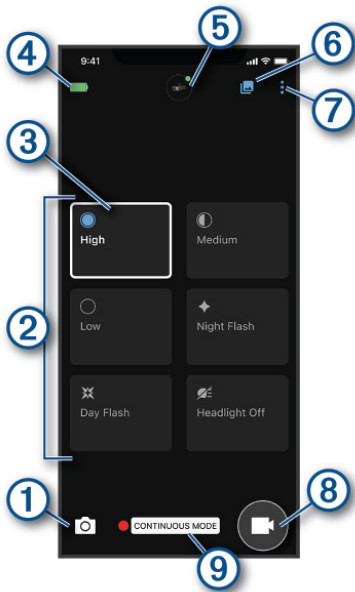 5
6
4
9:41
7
3
High
Medium
2
Low
Night Flash
Day Flash
Headlight Off
1
CONTINUOUS MODE
8
9